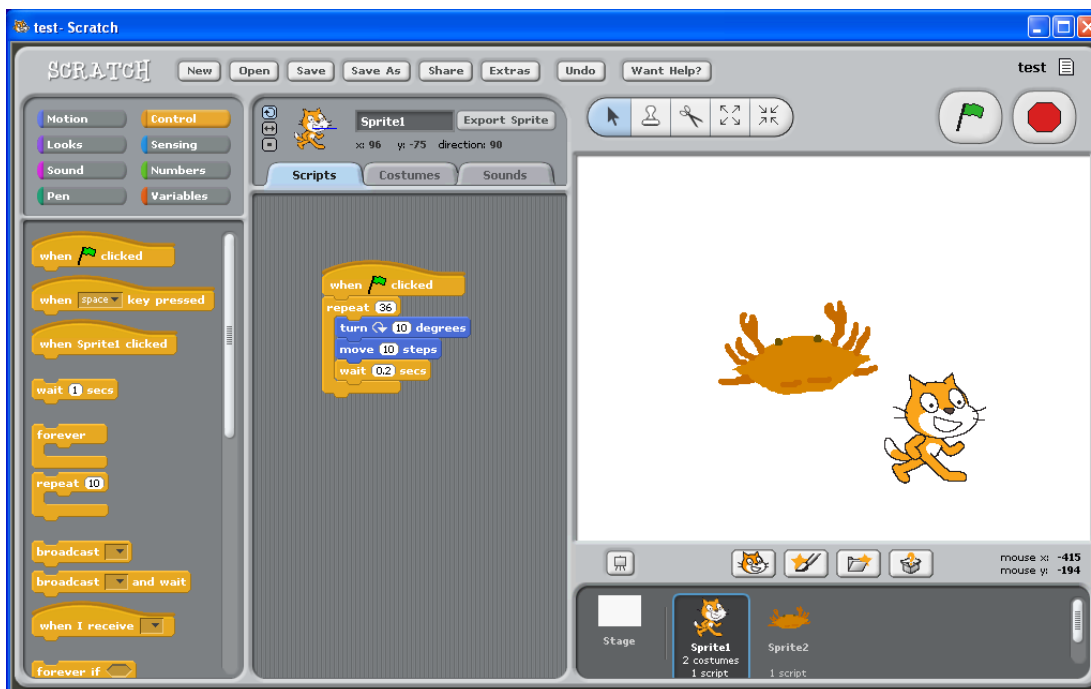 test- Scratch
SCRATCH New Open Save Save As Share Extras Undo Want Help? test
Motion Control
Looks Sensing
Sound Numbers
Pen Variables
when clicked
when space key pressed
when Sprite1 clicked
wait 1 secs
forever
repeat 10
broadcast
broadcast and wait
when I receive
forever if
Sprite1 Export Sprite
x: 96 y: -75 direction: 90
Scripts Costumes Sounds
when clicked
repeat 36
turn 10 degrees
move 10 steps
wait 0.2 secs
mouse x: -415
mouse y: -194
Stage
Sprite1
2 costumes
1 script
Sprite2
1 script